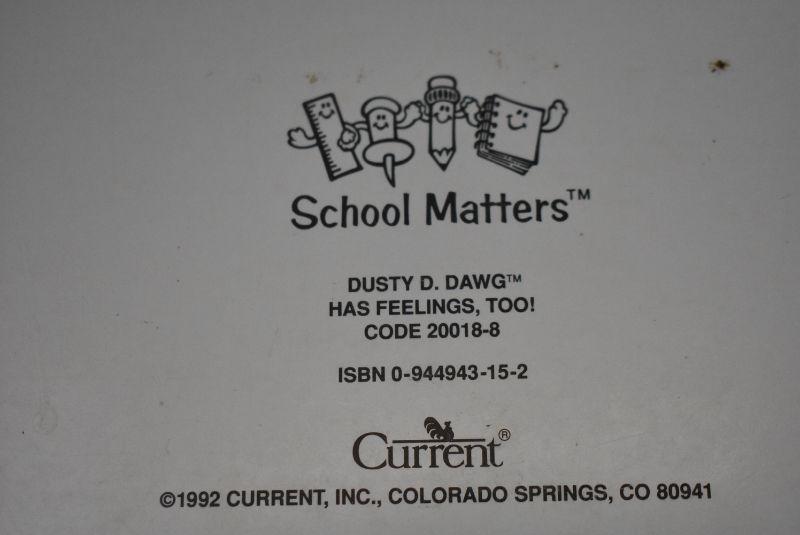 School Matters™
DUSTY D. DAWG™
HAS FEELINGS, TOO!
CODE 20018-8
ISBN 0-944943-15-2
Current®
©1992 CURRENT, INC., COLORADO SPRINGS, CO 80941